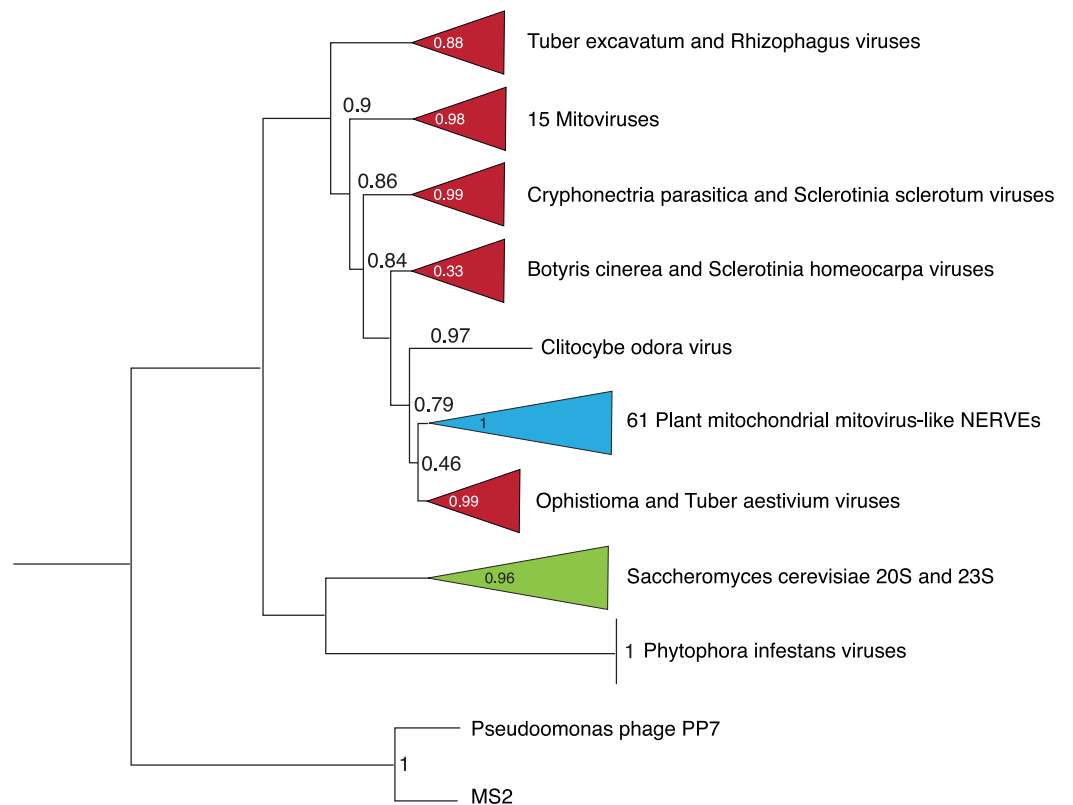 0.88 Tuber excavatum and Rhizophagus viruses
0.9
0.98 15 Mitoviruses
0.86
0.99 Cryphonectria parasitica and Sclerotinia sclerotum viruses
0.84
0.33 Botyris cinerea and Sclerotinia homeocarpa viruses
0.97
Clitocybe odora virus
0.79
1 61 Plant mitochondrial mitovirus-like NERVEs
0.46
0.99 Ophistioma and Tuber aestivium viruses
0.96 Saccheromyces cerevisiae 20S and 23S
1 Phytophora infestans viruses
Pseudoomonas phage PP7
1
MS2